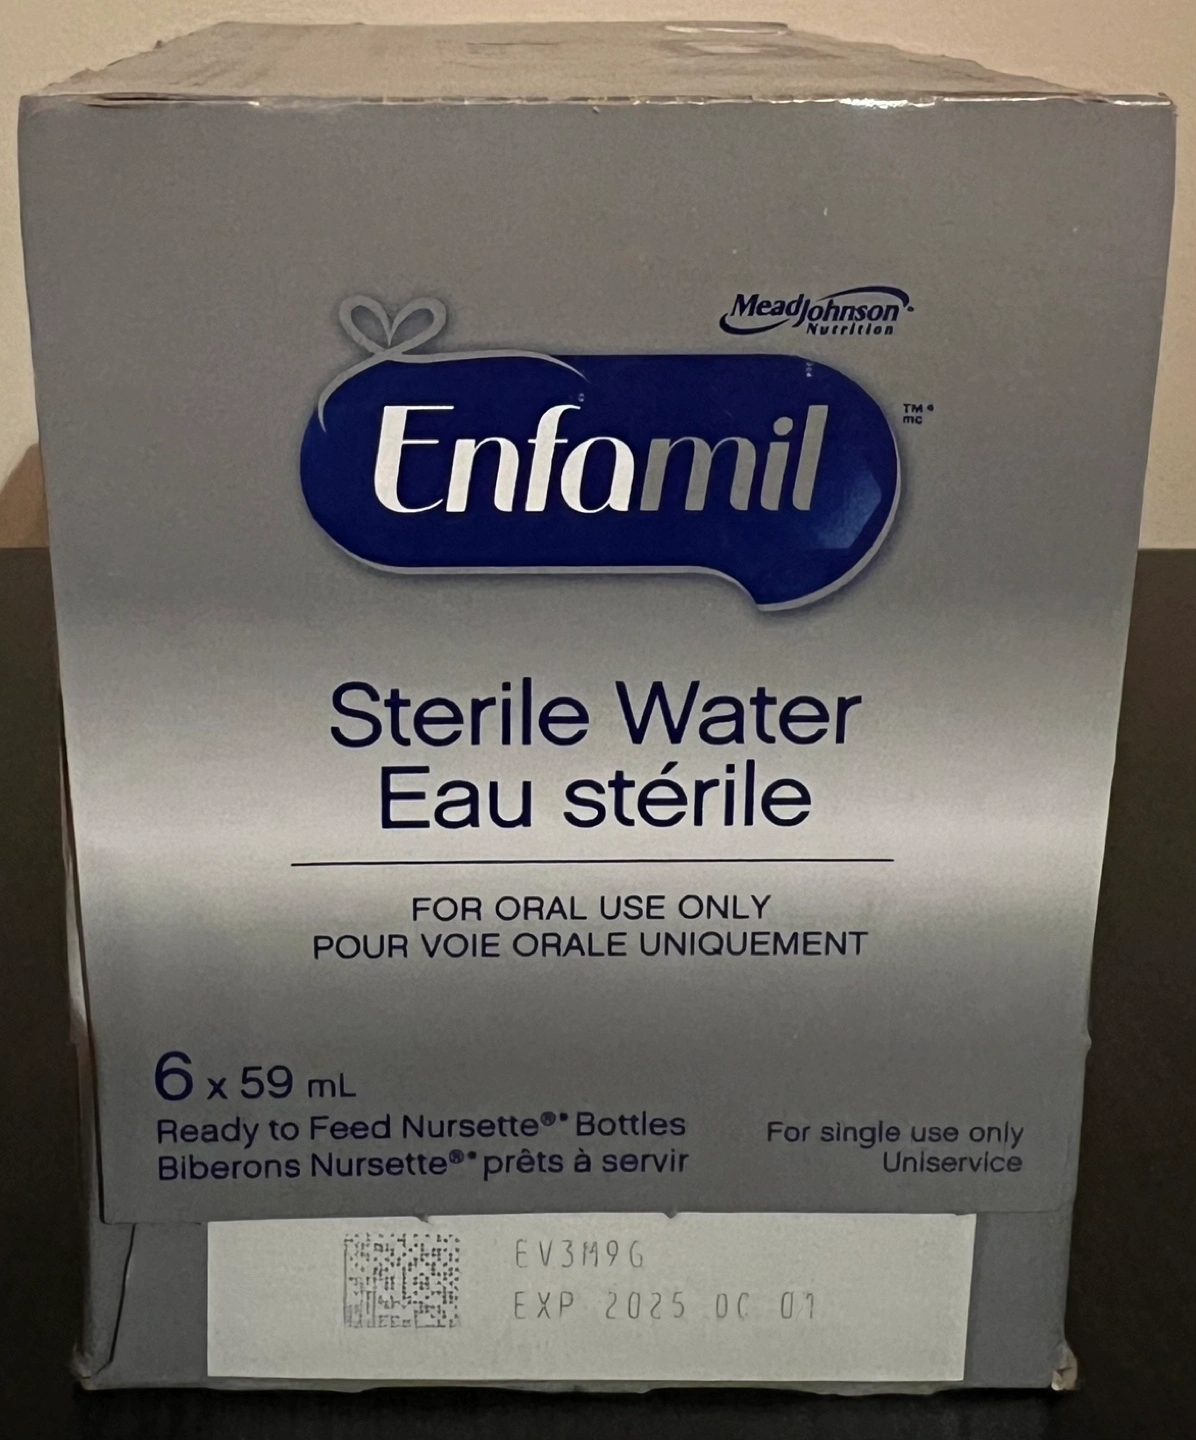 MeadJohnson
Nutrition
Enfamil
TM *
mc
Sterile Water
Eau stérile
FOR ORAL USE ONLY
POUR VOIE ORALE UNIQUEMENT
6 x 59 mL
Ready to Feed Nursette®* Bottles
Biberons Nursette®* prêts à servir
For single use only
Uniservice
EV3M9G
EXP 2025 OC 01